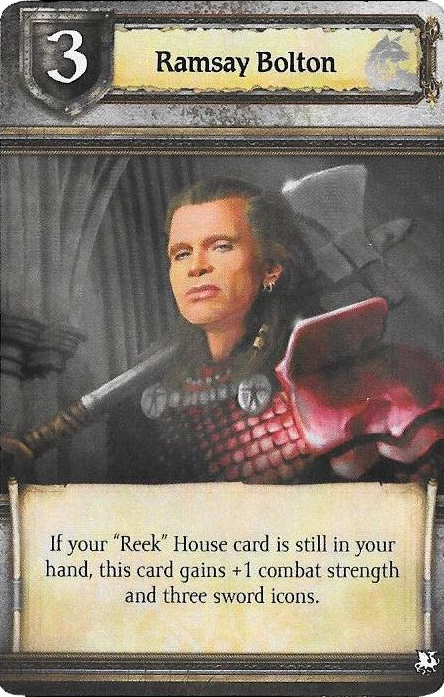 3
Ramsay Bolton
If your “Reek” House card is still in your
hand, this card gains +1 combat strength
and three sword icons.